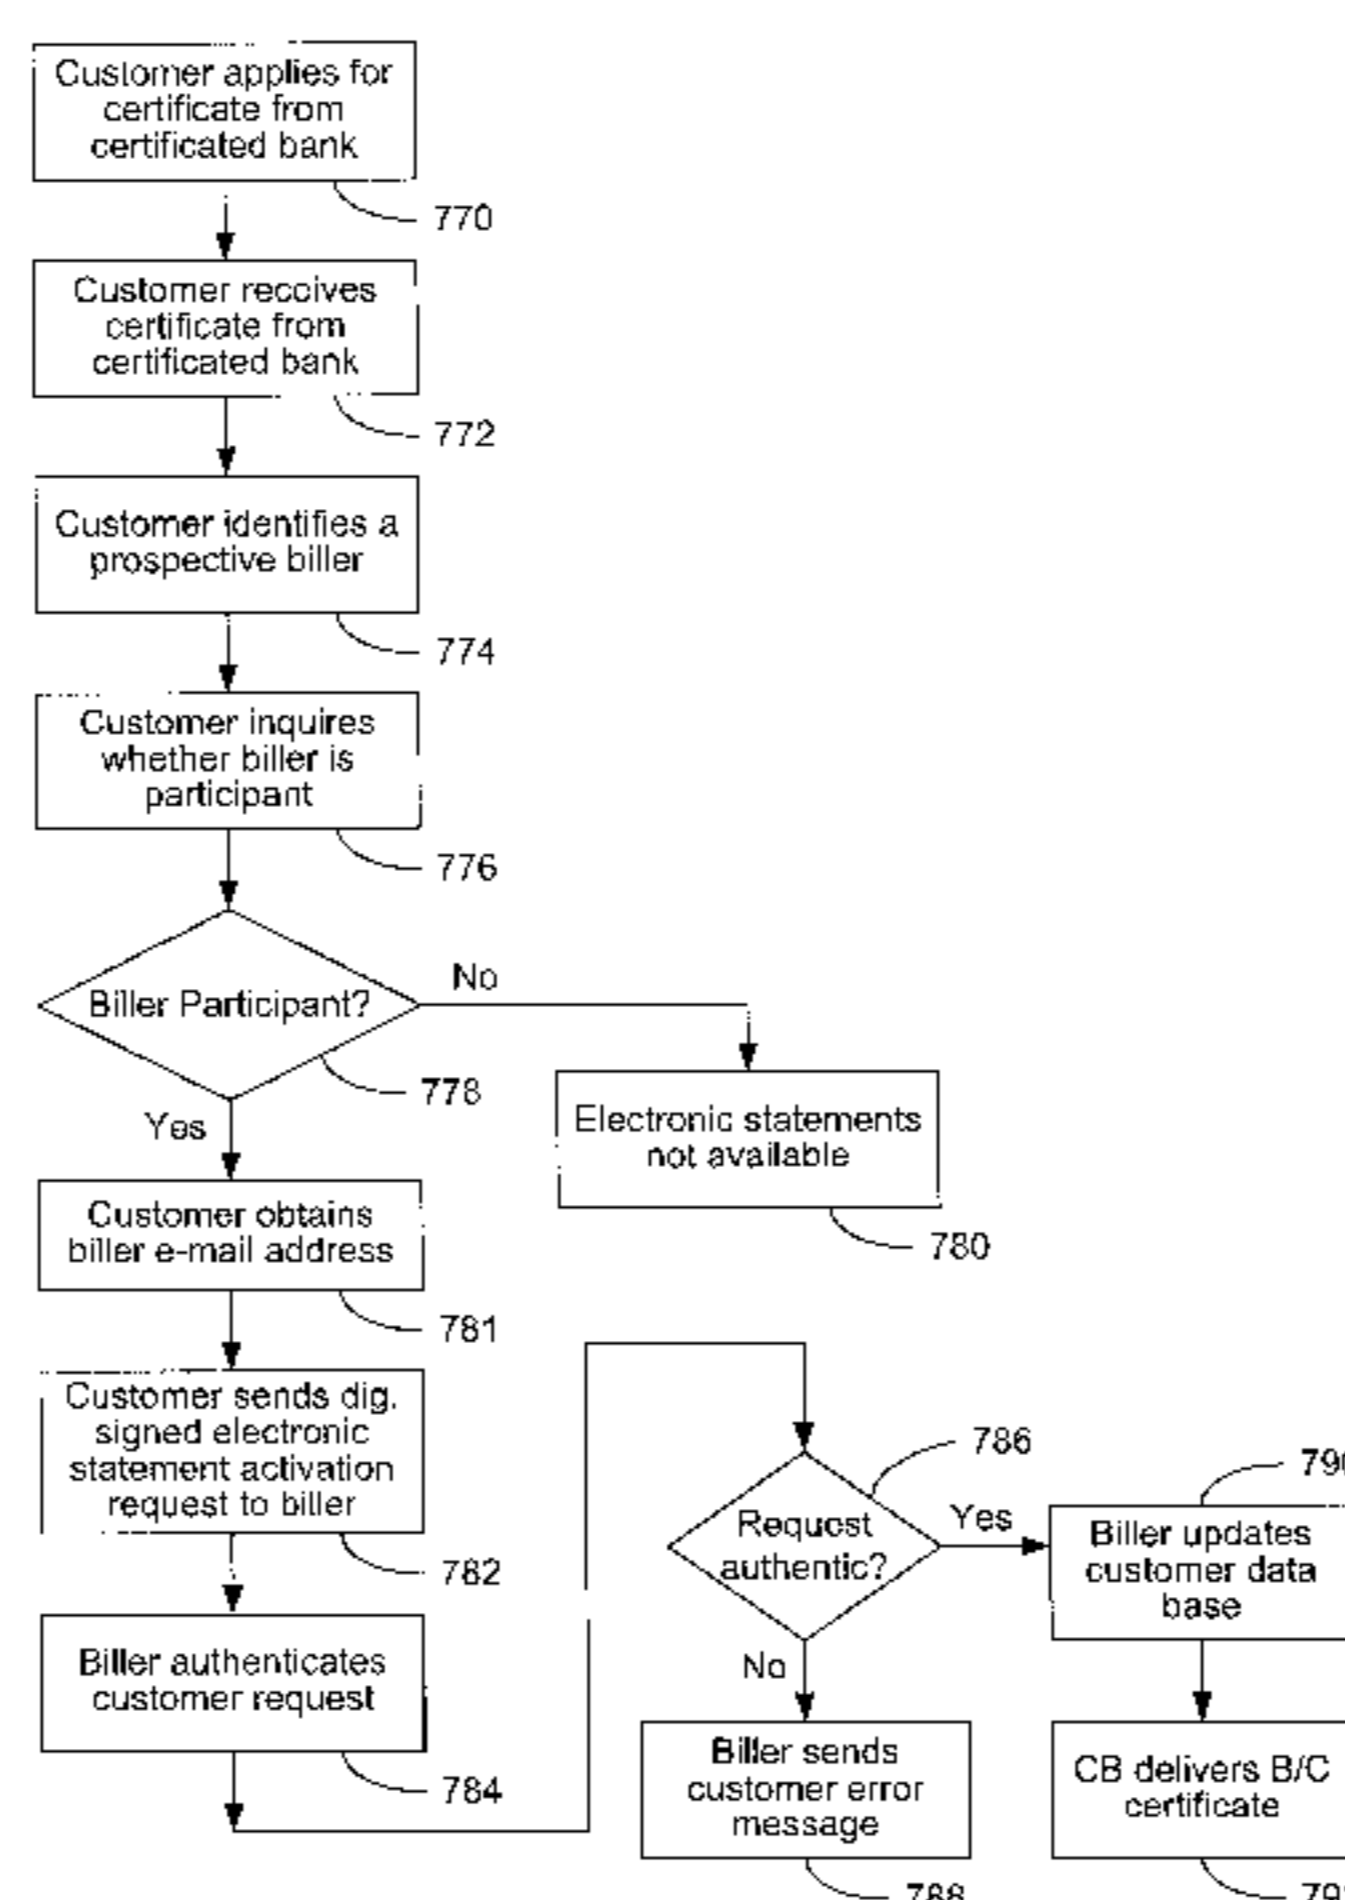 Customer applies for
certificate from
certificated bank
770
Customer receives
certificate from
certificated bank
772
Customer identifies a
prospective biller
774
Customer inquires
whether biller is
participant
776
Biller Participant?
No
778
Yes
Electronic statements
not available
780
Customer obtains
biller e-mail address
781
Customer sends dig.
signed electronic
statement activation
request to biller
782
Biller authenticates
customer request
784
786
Request
authentic?
Yes
No
Biller updates
customer data
base
Biller sends
customer error
message
788
CB delivers B/C
certificate